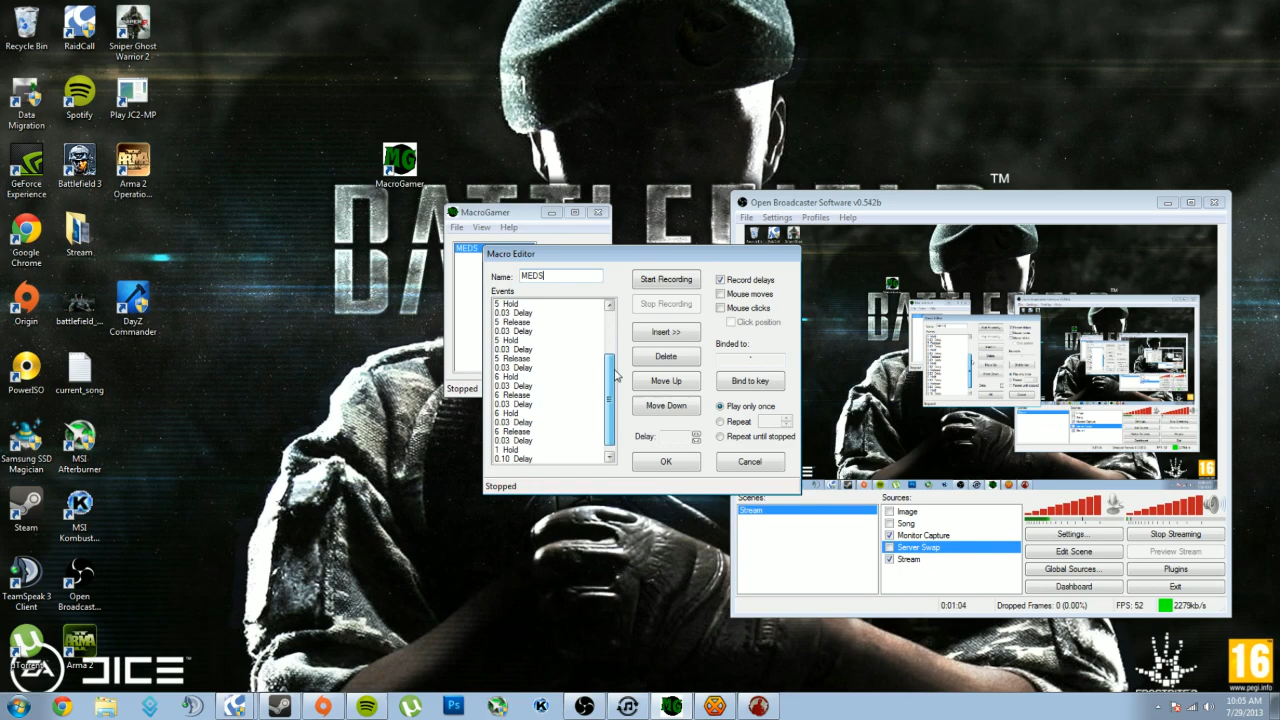 Recycle Bin
RaidCall
Sniper Ghost
Warrior 2
Data
Migration
Spotify
Play JC2-MP
GeForce
Experience
Battlefield 3
Arma 2
Operatio...
Google
Chrome
Stream
Origin
battlefield_...
DayZ
Commander
PowerISO
current_song
Samsung SSD
Magician
MSI
Afterburner
Steam
MSI
Kombust...
TeamSpeak 3
Client
Open
Broadcast...
uTorrent
Arma 2
EA DICE
MG
MacroGamer
BATTLEFIELD
TM
MacroGamer
File View Help
MEDS
Stopped
Macro Editor
Name: MEDS
Events
5 Hold
0.03 Delay
5 Release
0.03 Delay
5 Hold
0.03 Delay
5 Release
0.03 Delay
6 Hold
0.03 Delay
6 Release
0.03 Delay
6 Hold
0.03 Delay
6 Release
0.03 Delay
1 Hold
0.10 Delay
Start Recording
Stop Recording
Insert >>
Delete
Move Up
Move Down
Delay:
OK
Record delays
Mouse moves
Mouse clicks
Click position
Binded to:
Bind to key
Play only once
Repeat
Repeat until stopped
Cancel
Stopped
Open Broadcaster Software v0.542b
File Settings Profiles Help
16
Scenes:
Stream
Sources:
Image
Song
Monitor Capture
Server Swap
Stream
Settings...
Stop Streaming
Edit Scene
Preview Stream
Global Sources...
Plugins
Dashboard
Exit
0:01:04
Dropped Frames: 0 (0.00%)
FPS: 52
2279kb/s
FROSTBITE 2
16
www.pegi.info
Ps
10:05 AM
7/29/2013